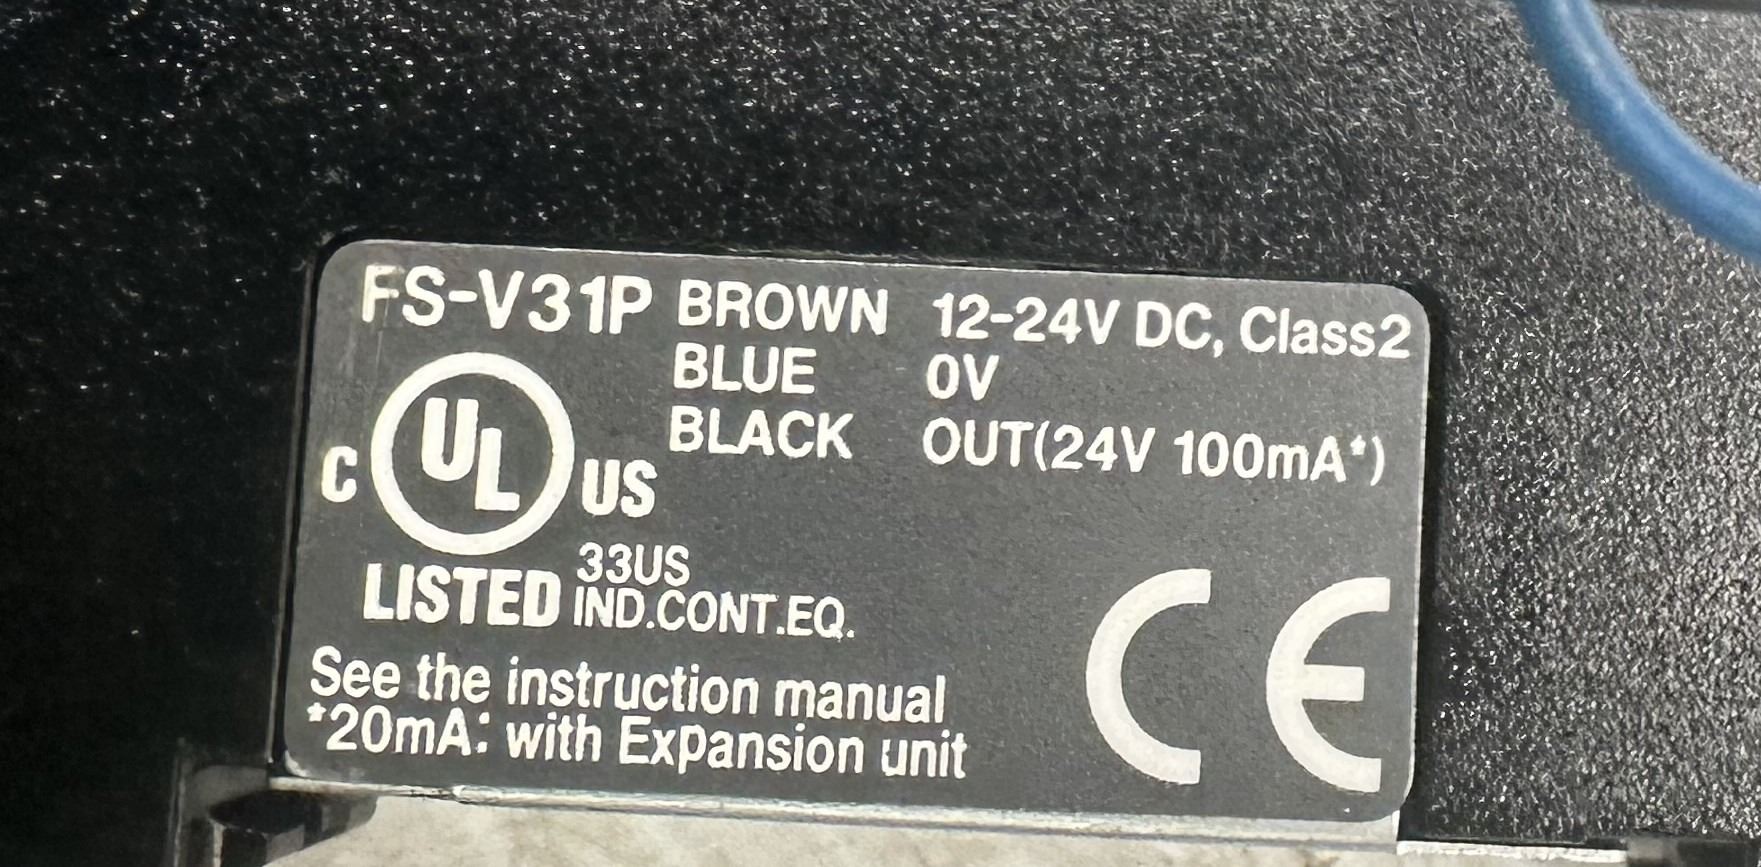 FS-V31P BROWN 12-24V DC, Class2
BLUE 0V
BLACK OUT(24V 100mA*)
C UL US
LISTED 33US
IND.CONT.EQ.
CE
See the instruction manual
*20mA: with Expansion unit